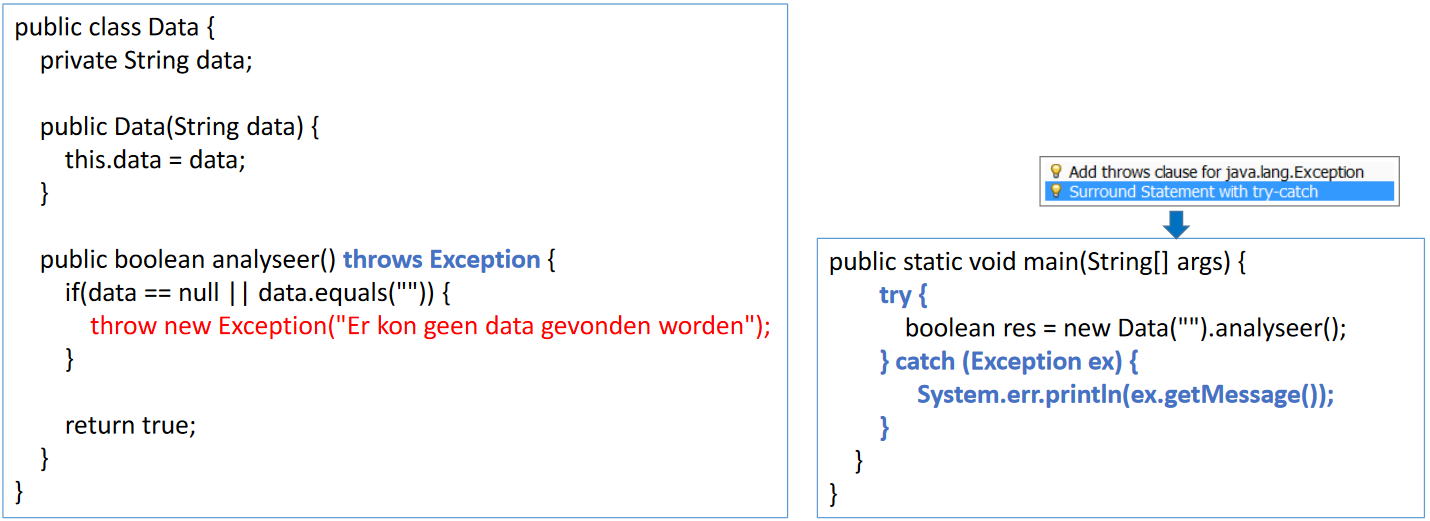 public class Data {
private String data;
public Data(String data) {
this.data = data;
}
public boolean analyseer() throws Exception {
if(data == null || data.equals("")) {
throw new Exception("Er kon geen data gevonden worden");
}
return true;
}
}
Add throws clause for java.lang.Exception
Surround Statement with try-catch
public static void main(String[] args) {
try {
boolean res = new Data("").analyseer();
} catch (Exception ex) {
System.err.println(ex.getMessage());
}
}
}